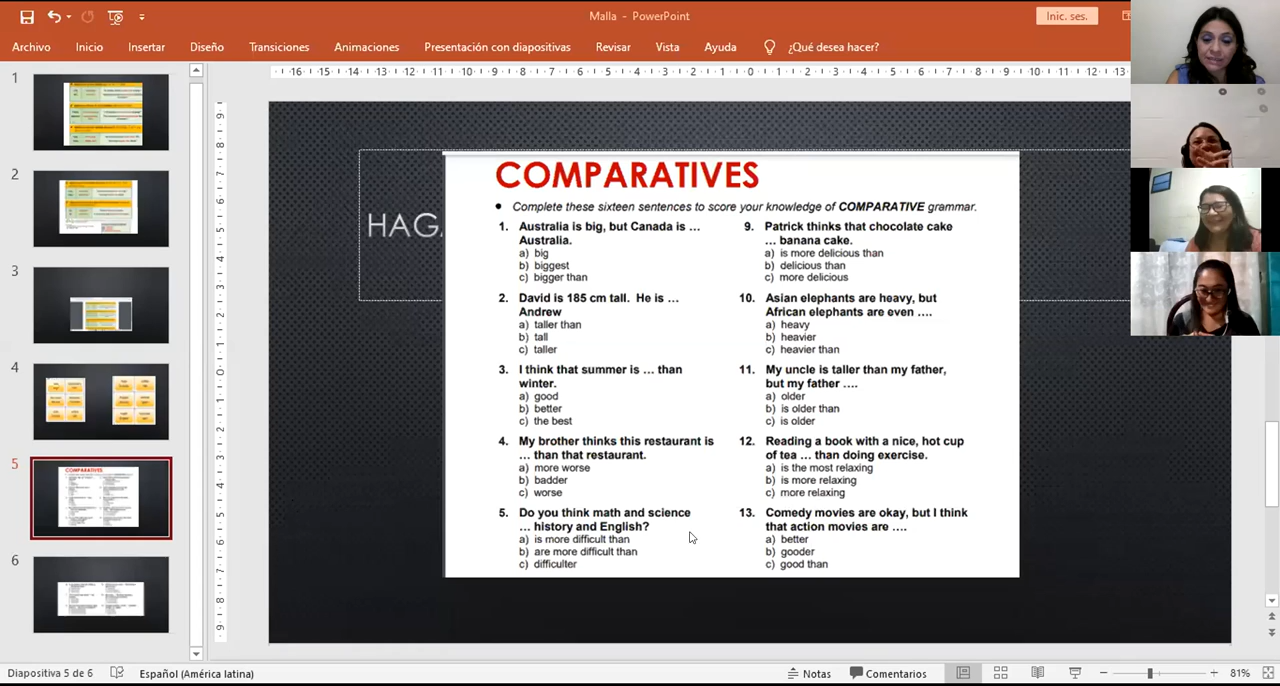 Malla - PowerPoint
Inic. ses.
Archivo
Inicio
Insertar
Diseño
Transiciones
Animaciones
Presentación con diapositivas
Revisar
Vista
Ayuda
¿Qué desea hacer?
1
2
3
4
5
6
HAG
COMPARATIVES
• Complete these sixteen sentences to score your knowledge of COMPARATIVE grammar.
1. Australia is big, but Canada is ...
Australia.
a) big
b) biggest
c) bigger than
2. David is 185 cm tall. He is ...
Andrew
a) taller than
b) tall
c) taller
3. I think that summer is ... than
winter.
a) good
b) better
c) the best
4. My brother thinks this restaurant is
... than that restaurant.
a) more worse
b) badder
c) worse
5. Do you think math and science
... history and English?
a) is more difficult than
b) are more difficult than
c) difficulter
9. Patrick thinks that chocolate cake
... banana cake.
a) is more delicious than
b) delicious than
c) more delicious
10. Asian elephants are heavy, but
African elephants are even ....
a) heavy
b) heavier
c) heavier than
11. My uncle is taller than my father,
but my father ....
a) older
b) is older than
c) is older
12. Reading a book with a nice, hot cup
of tea ... than doing exercise.
a) is the most relaxing
b) is more relaxing
c) more relaxing
13. Comedy movies are okay, but I think
that action movies are ....
a) better
b) gooder
c) good than
Diapositiva 5 de 6
Español (América latina)
Notas
Comentarios
81%